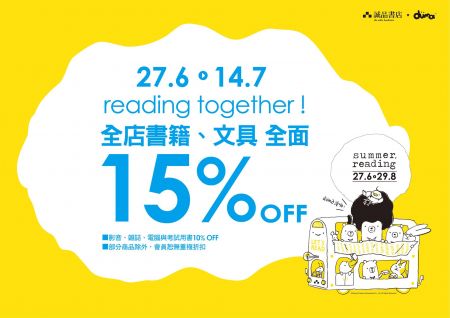 誠品書店
27.6 14.7
reading together!
全店書籍、文具 全面
15%OFF
■影音、雜誌、電腦與考試用書10% OFF
■部分商品除外,會員恕無重複折扣
summer
reading
27.6 29.8